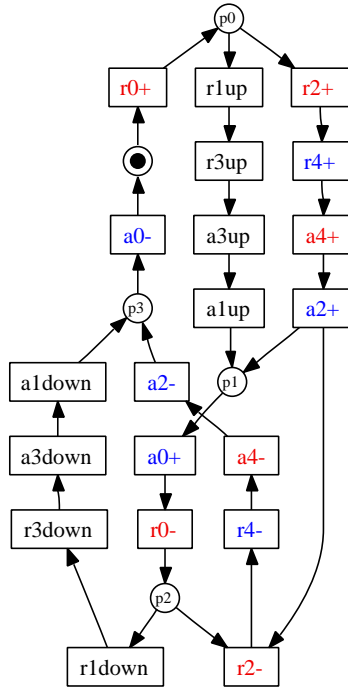 p0
r0+ r1up r2+
r3up r4+
a3up a4+
a0- a1up a2+
p3
p1
a1down a2-
a3down a0+ a4-
r3down r0- r4-
p2
r1down r2-